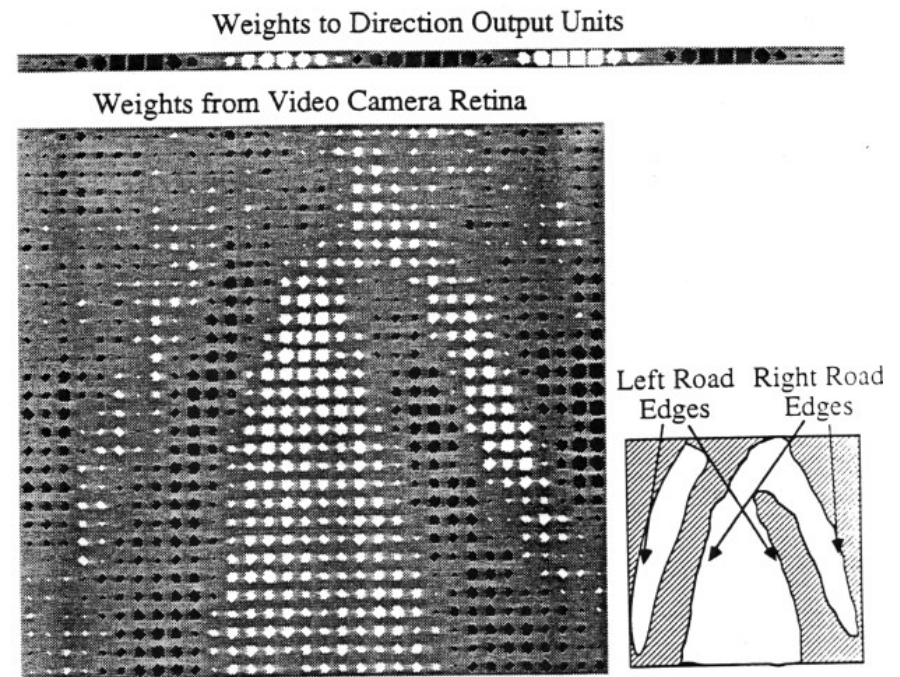 Weights to Direction Output Units
Weights from Video Camera Retina
Left Road Right Road
Edges Edges